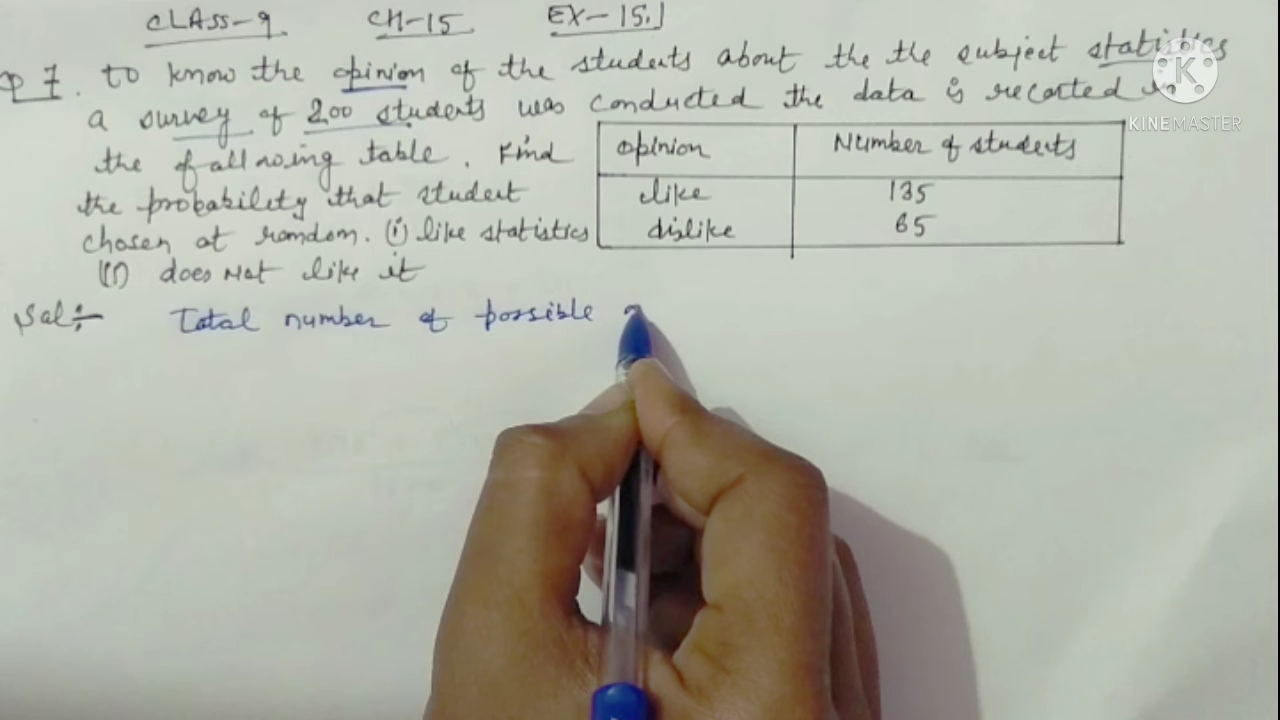 CLASS-9 CH-15 EX-15.1
Q 7. To know the opinion of the students about the the subject statistics
a survey of 200 students was conducted the data is recorted in
the following table. Find
the probability that student
chosen at random. (i) like statistics
(ii) does not like it
opinion Number of students
like 135
dislike 65
Sol:- Total number of possible
KINEMASTER